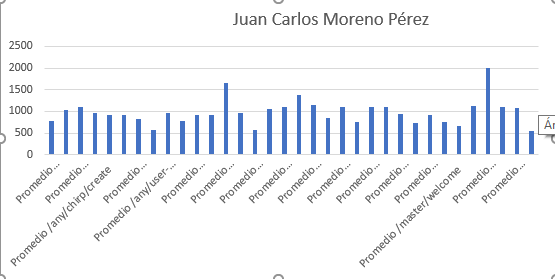 Juan Carlos Moreno Pérez
2500
2000
1500
1000
500
0
Promedio...
Promedio...
Promedio /any/chirp/create
Promedio...
Promedio /any/user-...
Promedio...
Promedio...
Promedio...
Promedio...
Promedio...
Promedio...
Promedio...
Promedio...
Promedio /master/welcome
Promedio...
Promedio...
Ár